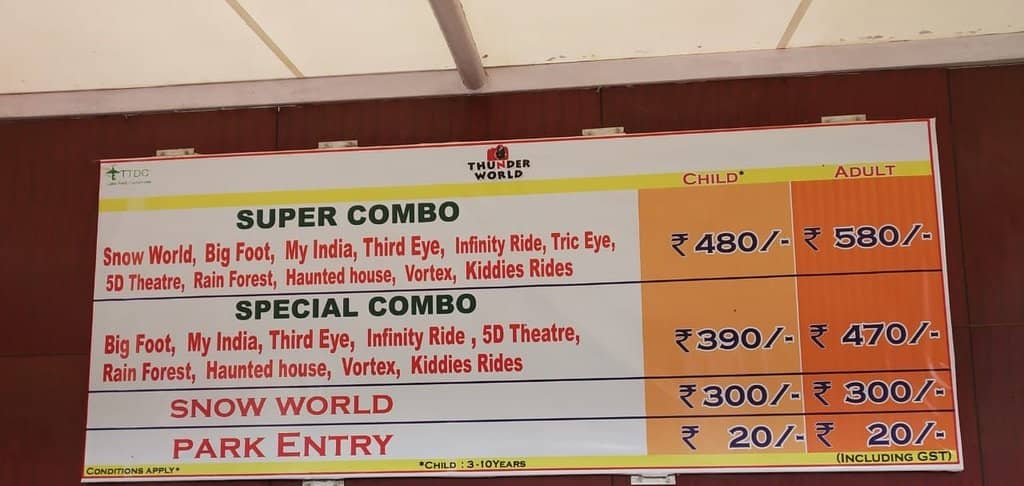 TTDC
THUNDER
WORLD
CHILD* ADULT
SUPER COMBO
Snow World, Big Foot, My India, Third Eye, Infinity Ride, Tric Eye,
5D Theatre, Rain Forest, Haunted house, Vortex, Kiddies Rides
₹ 480/- ₹ 580/-
SPECIAL COMBO
Big Foot, My India, Third Eye, Infinity Ride , 5D Theatre,
Rain Forest, Haunted house, Vortex, Kiddies Rides
₹ 390/- ₹ 470/-
SNOW WORLD ₹ 300/- ₹ 300/-
PARK ENTRY ₹ 20/- ₹ 20/-
CONDITIONS APPLY* *CHILD : 3-10YEARS (INCLUDING GST)